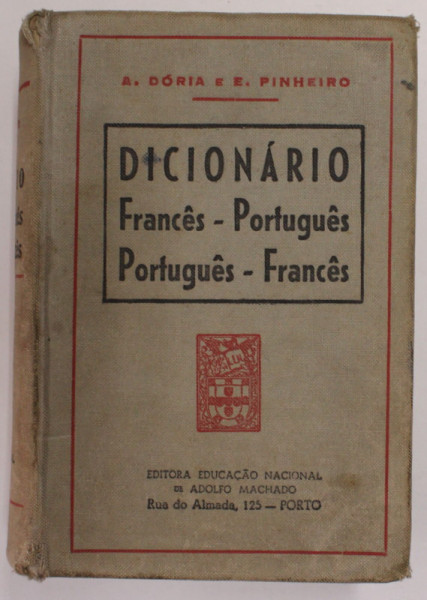 A. DÓRIA E E. PINHEIRO
DICIONÁRIO
Francês - Português
Português - Francês
EDITORA EDUCAÇÃO NACIONAL
DE ADOLFO MACHADO
Rua do Almada, 125 — PORTO